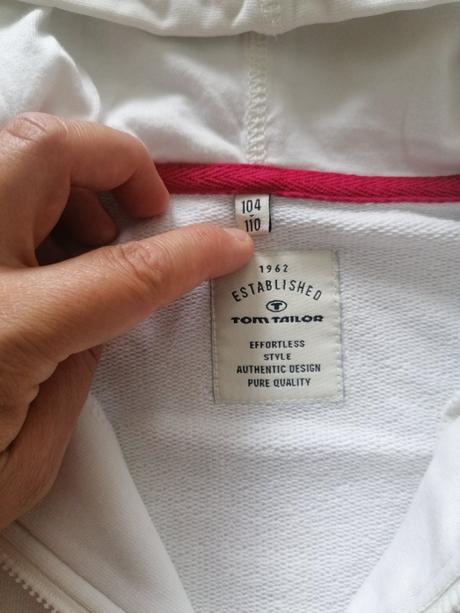 104
110
1962
ESTABLISHED
T
TOM TAILOR
EFFORTLESS
STYLE
AUTHENTIC DESIGN
PURE QUALITY